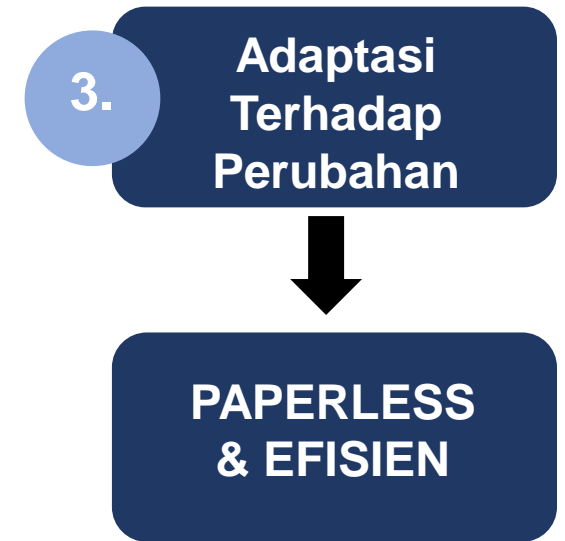 3.
Adaptasi
Terhadap
Perubahan
PAPERLESS
& EFISIEN